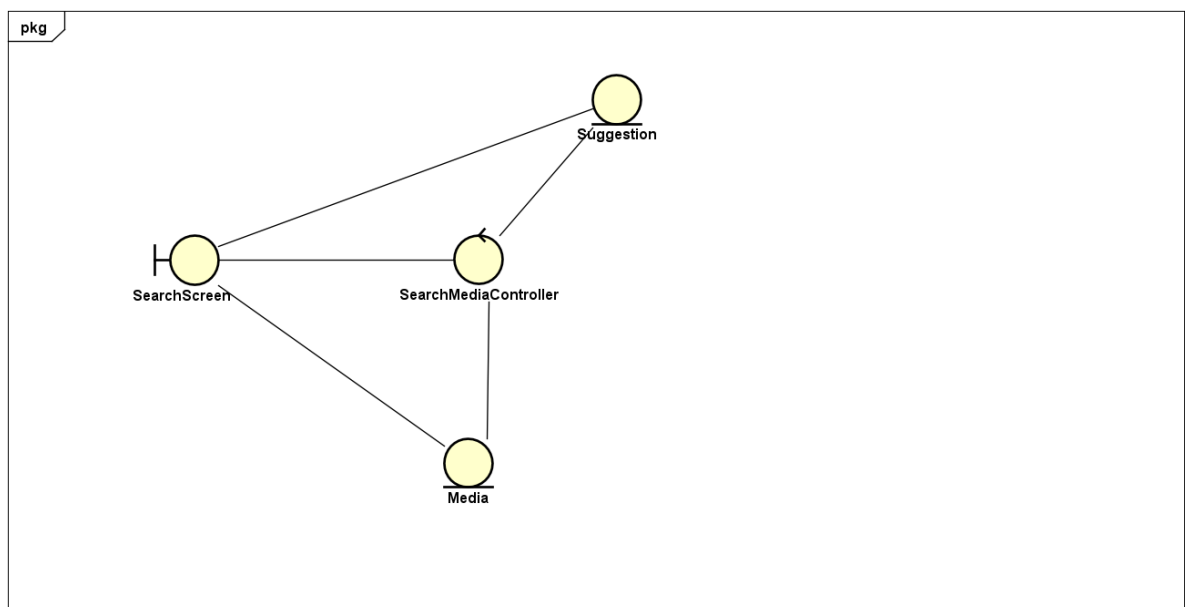 pkg
Suggestion
SearchScreen
SearchMediaController
Media